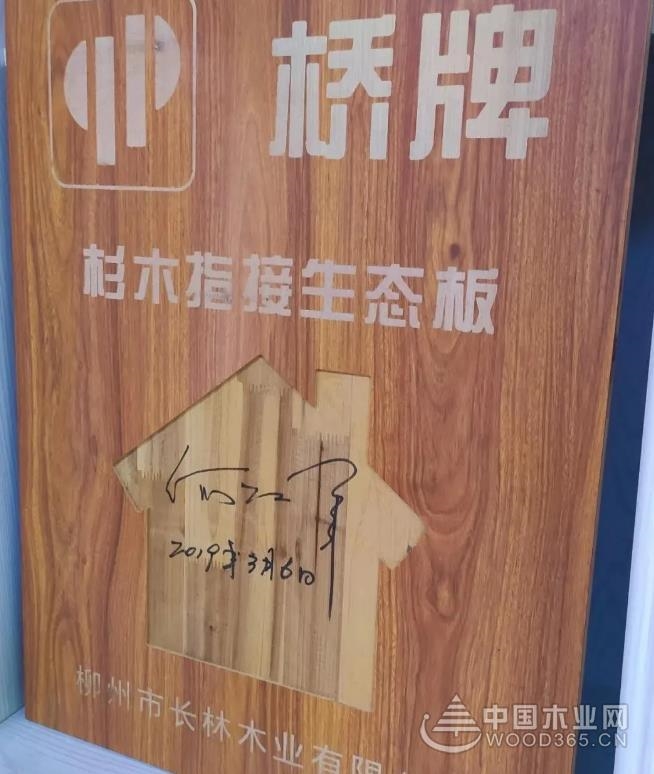 桥牌
杉木指接生态板
2019年3月6日
柳州市长林木业有限
中国木业网
WOOD365.CN